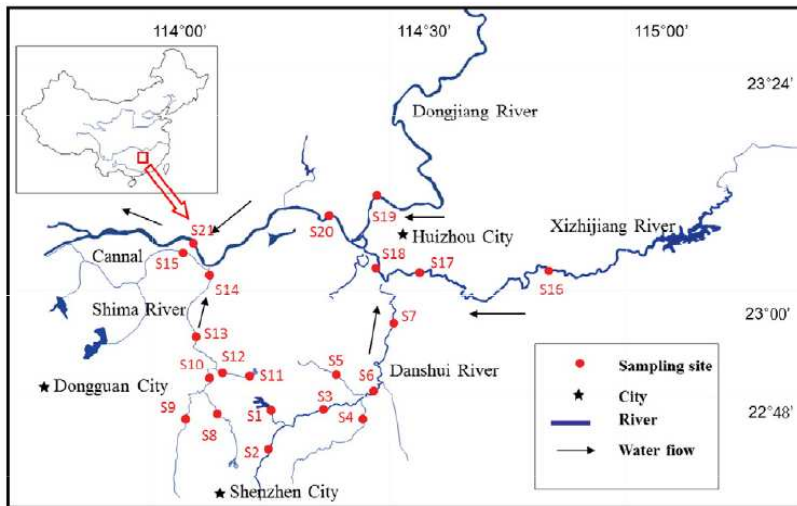 114°00'
114°30'
115°00'
23°24'
Dongjiang River
S19
S20
Xizhijiang River
S21
Huizhou City
Cannal
S15
S18
S17
S14
S16
Shima River
23°00'
S7
S13
S12
S5
S10
S11
S6
Danshui River
Sampling site
Dongguan City
City
S9
S8
S1
S3
S4
22°48'
River
S2
Water fiow
Shenzhen City